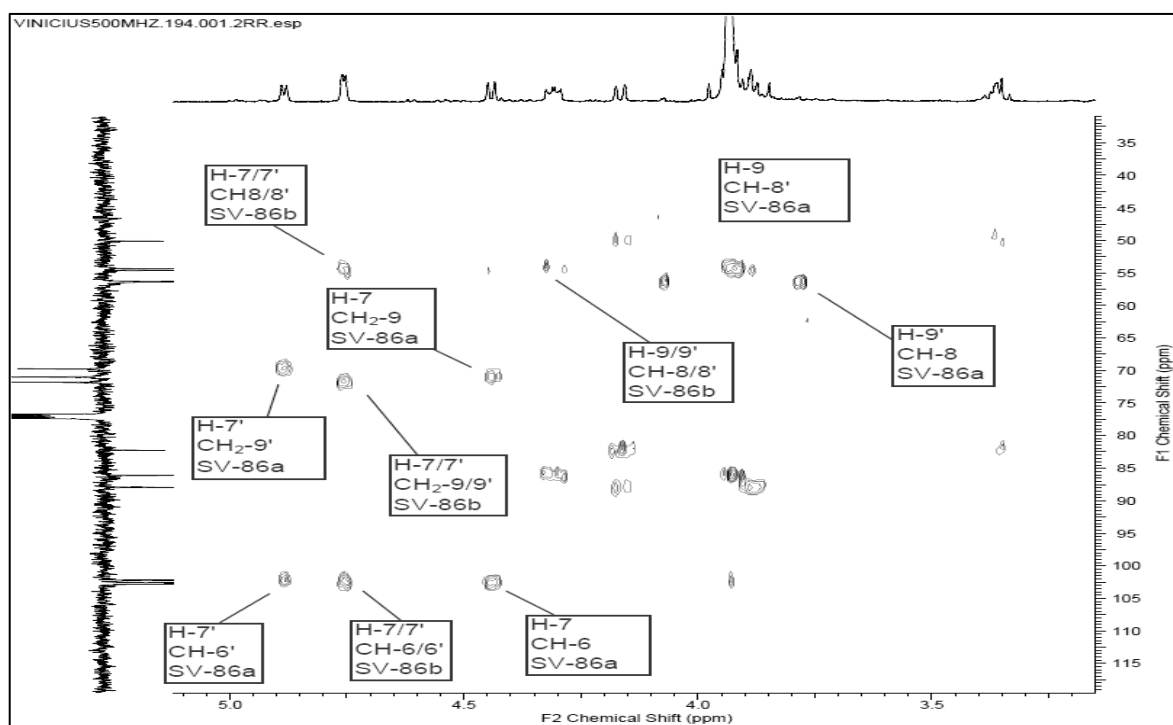 VINICIUS500MHZ.194.001.2RR.esp
H-7/7'
CH8/8'
SV-86b
H-9
CH-8'
SV-86a
H-7
CH₂-9
SV-86a
H-9/9'
CH-8/8'
SV-86b
H-9'
CH-8
SV-86a
H-7'
CH₂-9'
SV-86a
H-7/7'
CH₂-9/9'
SV-86b
H-7'
CH-6'
SV-86a
H-7/7'
CH-6/6'
SV-86b
H-7
CH-6
SV-86a
35
40
45
50
55
60
65
70
75
80
85
90
95
100
105
110
115
F1 Chemical Shift (ppm)
5.0 4.5 4.0 3.5
F2 Chemical Shift (ppm)